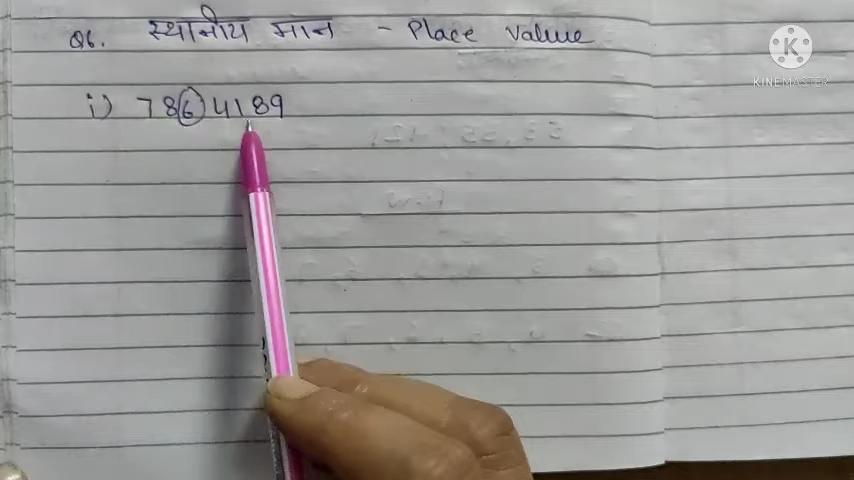 Q6. स्थानीय मान - Place value
K
KINEMASTER
i) 7864189